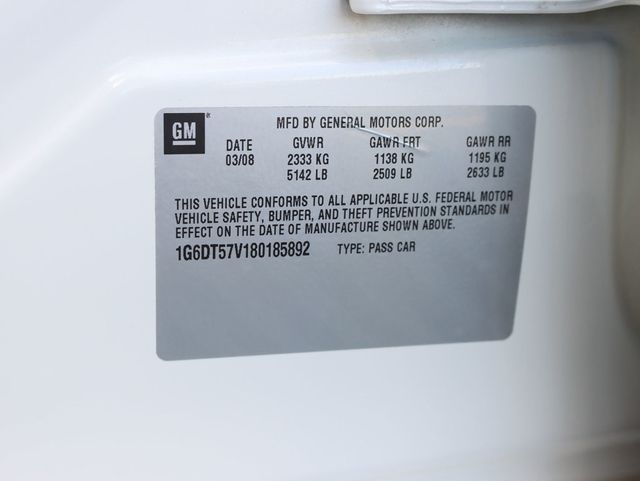 GM
MFD BY GENERAL MOTORS CORP.
DATE GVWR GAWR FRT GAWR RR
03/08 2333 KG 1138 KG 1195 KG
5142 LB 2509 LB 2633 LB
THIS VEHICLE CONFORMS TO ALL APPLICABLE U.S. FEDERAL MOTOR
VEHICLE SAFETY, BUMPER, AND THEFT PREVENTION STANDARDS IN
EFFECT ON THE DATE OF MANUFACTURE SHOWN ABOVE.
1G6DT57V180185892 TYPE: PASS CAR